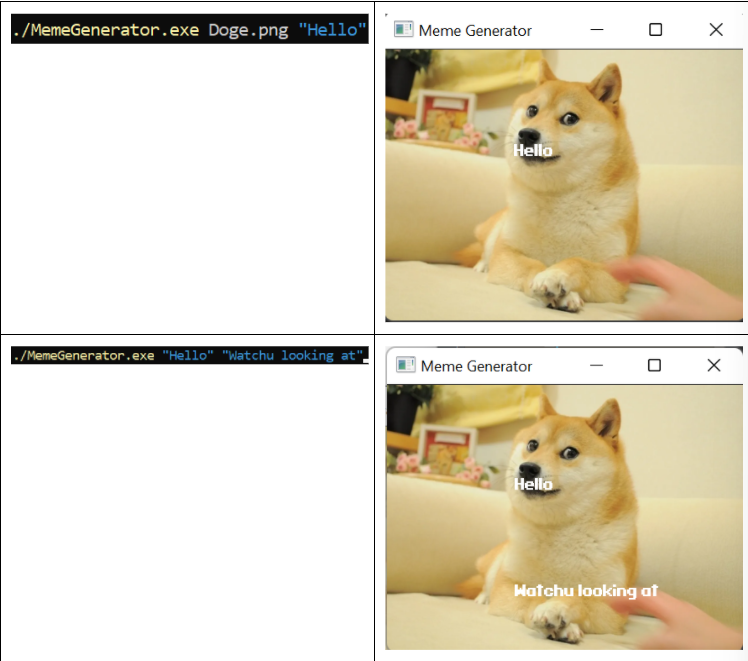 ./MemeGenerator.exe Doge.png "Hello"
Meme Generator
Hello
./MemeGenerator.exe "Hello" "Watchu looking at"
Meme Generator
Hello
Watchu looking at